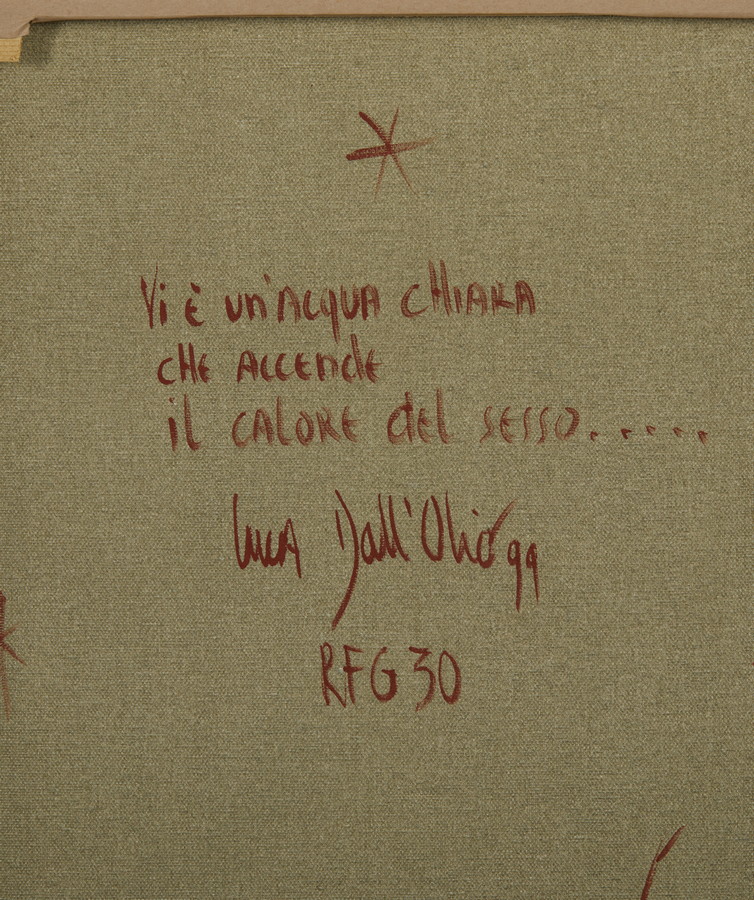 Vi è un'acqua chiara
che accende
il calore del sesso.....
Luca Dall'Olio 99
RFG 30